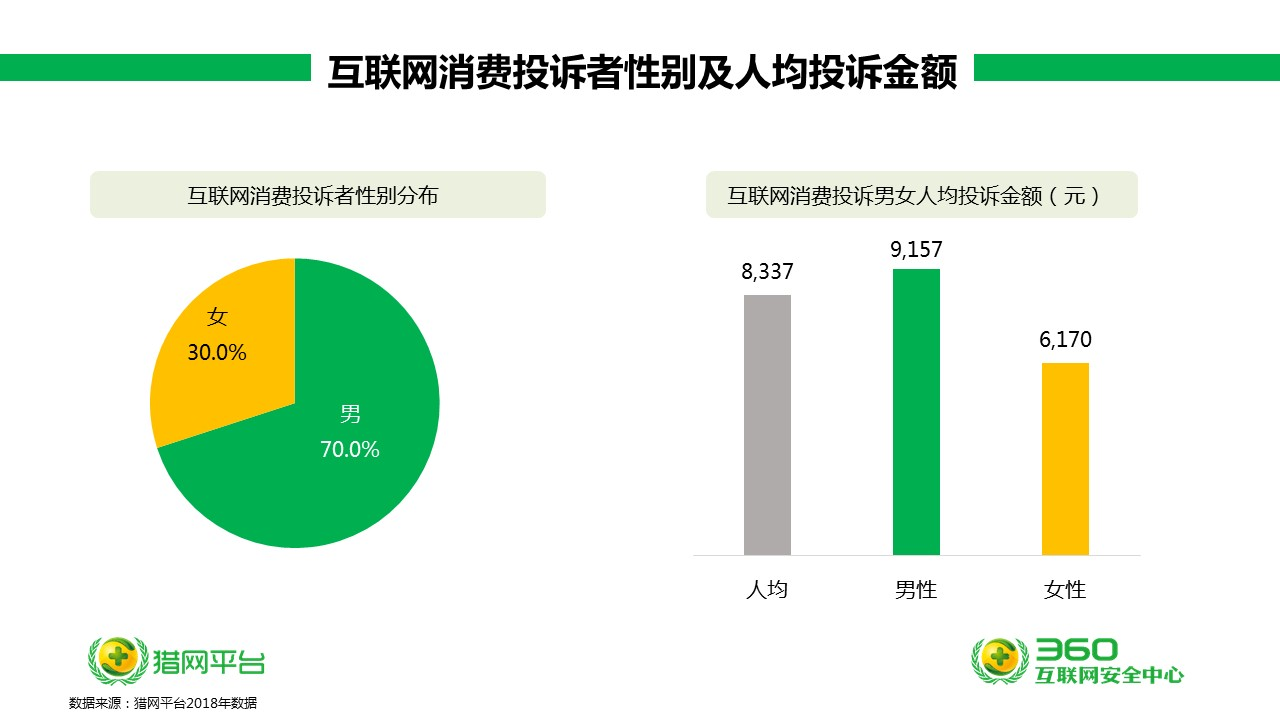 互联网消费投诉者性别及人均投诉金额
互联网消费投诉者性别分布
女
30.0%
男
70.0%
互联网消费投诉男女人均投诉金额（元）
8,337
9,157
6,170
人均
男性
女性
猎网平台
360
互联网安全中心
数据来源：猎网平台2018年数据